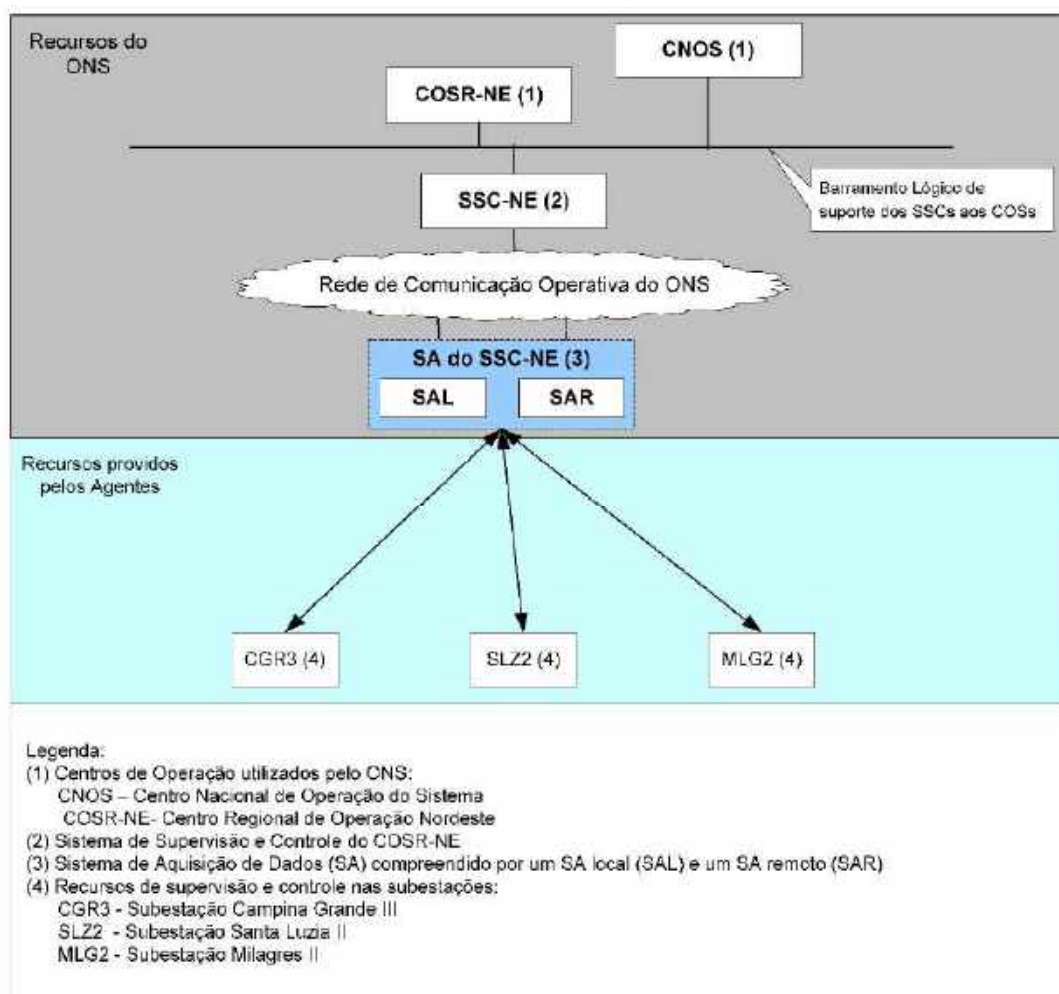 Recursos do
ONS
CNOS (1)
COSR-NE (1)
Barramento Lógico de
suporte dos SSCs aos COSs
SSC-NE (2)
Rede de Comunicação Operativa do ONS
SA do SSC-NE (3)
SAL
SAR
Recursos providos
pelos Agentes
CGR3 (4)
SLZ2 (4)
MLG2 (4)
Legenda:
(1) Centros de Operação utilizados pelo ONS:
CNOS – Centro Nacional de Operação do Sistema
COSR-NE- Centro Regional de Operação Nordeste
(2) Sistema de Supervisão e Controle do COSR-NE
(3) Sistema de Aquisição de Dados (SA) compreendido por um SA local (SAL) e um SA remoto (SAR)
(4) Recursos de supervisão e controle nas subestações:
CGR3 - Subestação Campina Grande III
SLZ2 - Subestação Santa Luzia II
MLG2 - Subestação Milagres II